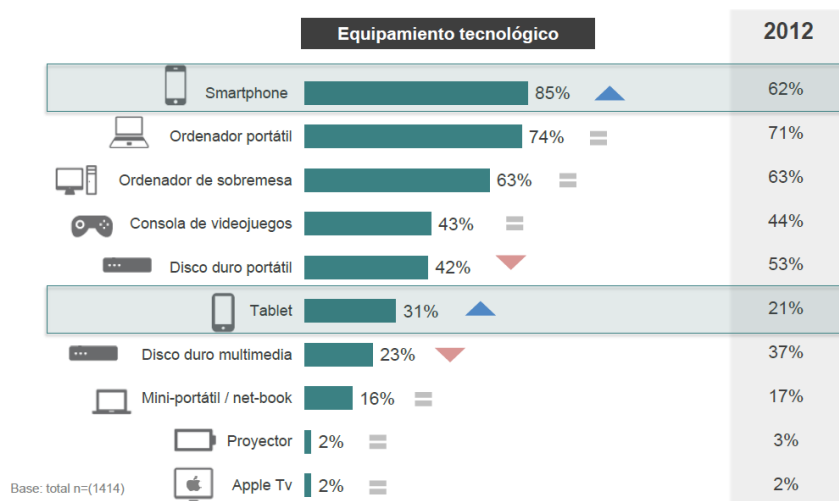 Equipamiento tecnológico 2012
Smartphone 85% 62%
Ordenador portátil 74% 71%
Ordenador de sobremesa 63% 63%
Consola de videojuegos 43% 44%
Disco duro portátil 42% 53%
Tablet 31% 21%
Disco duro multimedia 23% 37%
Mini-portátil / net-book 16% 17%
Proyector 2% 3%
Apple Tv 2% 2%
Base: total n=(1414)